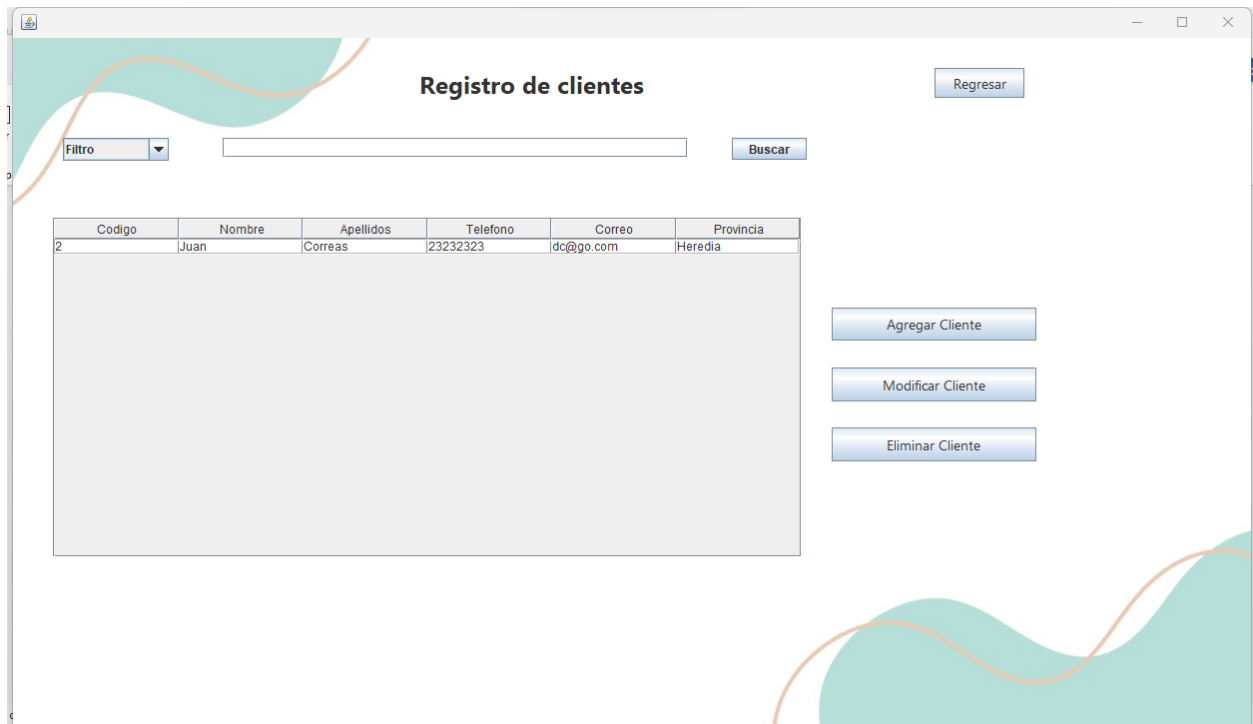 Registro de clientes
Regresar
Filtro
Buscar
Codigo Nombre Apellidos Telefono Correo Provincia
2 Juan Correas 23232323 dc@go.com Heredia
Agregar Cliente
Modificar Cliente
Eliminar Cliente